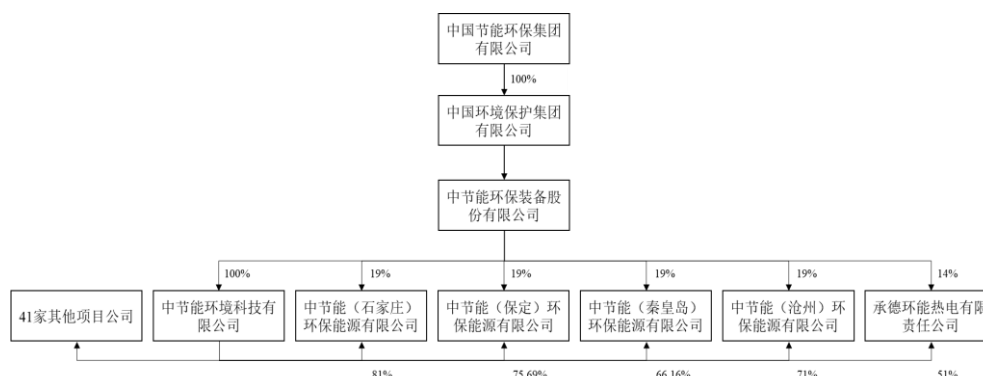 中国节能环保集团
有限公司
100%
中国环境保护集团
有限公司
中节能环保装备股
份有限公司
100%
19%
19%
19%
19%
14%
41家其他项目公司
中节能环境科技有
限公司
中节能（石家庄）
环保能源有限公司
中节能（保定）环
保能源有限公司
中节能（秦皇岛）
环保能源有限公司
中节能（沧州）环
保能源有限公司
承德环能热电有限
责任公司
81%
75.69%
66.16%
71%
51%